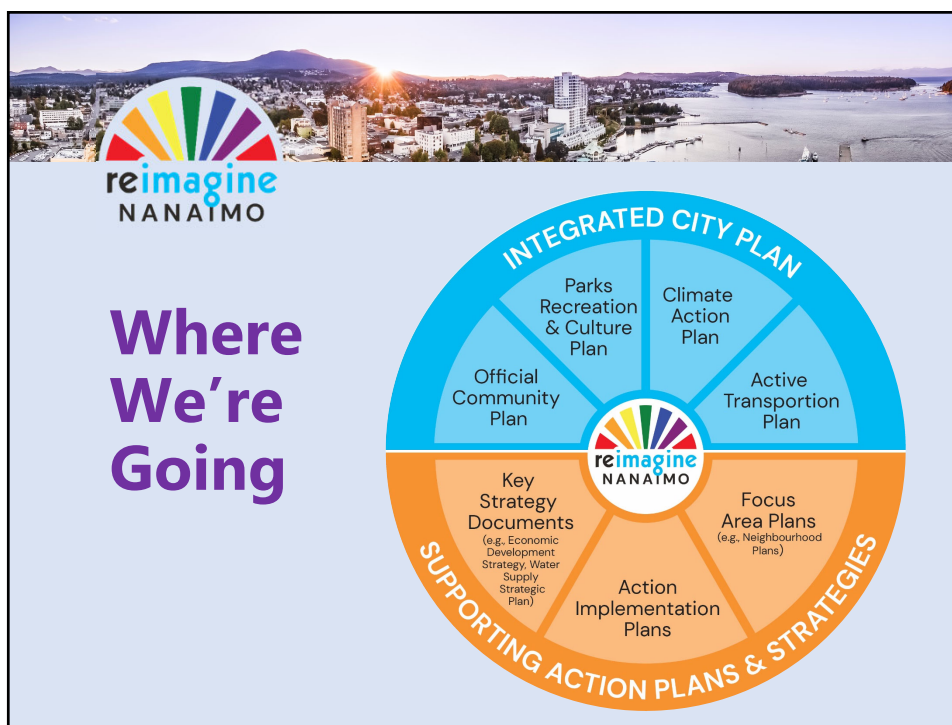 reimagine
NANAIMO
Where
We're
Going
INTEGRATED CITY PLAN
Official
Community
Plan
Parks
Recreation
& Culture
Plan
Climate
Action
Plan
Active
Transportion
Plan
reimagine
NANAIMO
Key
Strategy
Documents
(e.g., Economic
Development
Strategy, Water
Supply
Strategic
Plan)
Action
Implementation
Plans
Focus
Area Plans
(e.g., Neighbourhood
Plans)
SUPPORTING ACTION PLANS & STRATEGIES